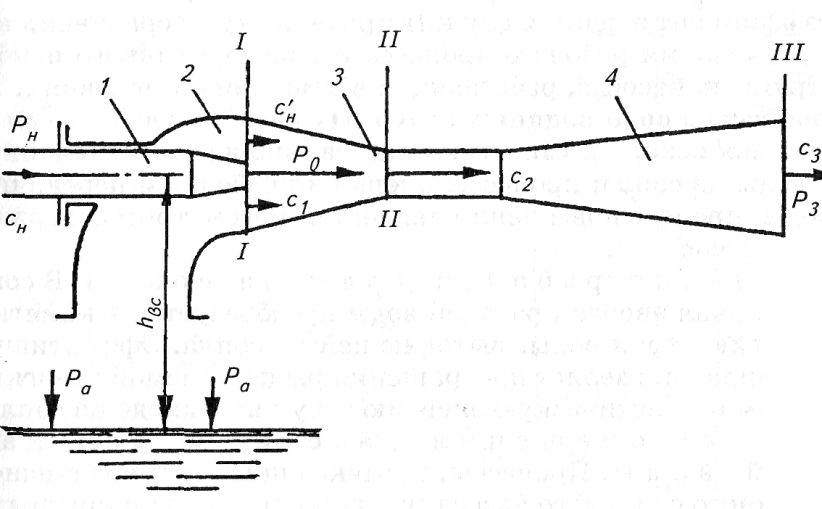 I II III
1 2 3 4
Pн c′н P0 c3
cн c1 c2 P3
I II
hвс
Pa Pa